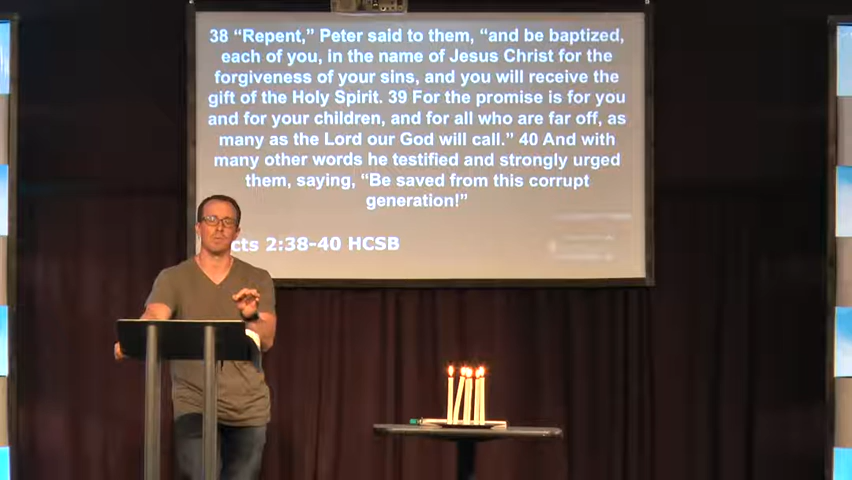 38 “Repent,” Peter said to them, “and be baptized,
each of you, in the name of Jesus Christ for the
forgiveness of your sins, and you will receive the
gift of the Holy Spirit. 39 For the promise is for you
and for your children, and for all who are far off, as
many as the Lord our God will call.” 40 And with
many other words he testified and strongly urged
them, saying, “Be saved from this corrupt
generation!”
cts 2:38-40 HCSB